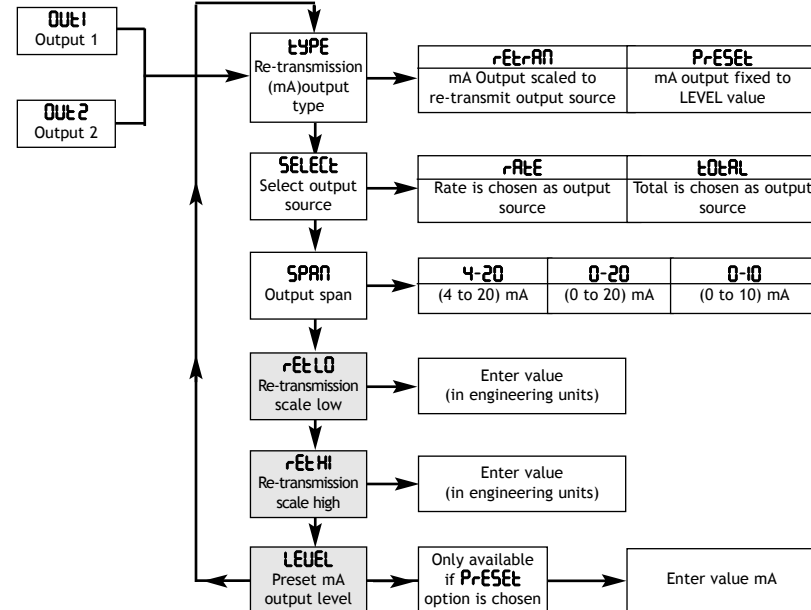 OUt1
Output 1
OUt2
Output 2
tYPE
Re-transmission
(mA)output
type
rEtrAn
mA Output scaled to
re-transmit output source
PrESEt
mA output fixed to
LEVEL value
SELECt
Select output
source
rAtE
Rate is chosen as output
source
tOtAL
Total is chosen as output
source
SPAn
Output span
4-20
(4 to 20) mA
0-20
(0 to 20) mA
0-10
(0 to 10) mA
rEt LO
Re-transmission
scale low
Enter value
(in engineering units)
rEt HI
Re-transmission
scale high
Enter value
(in engineering units)
LEVEL
Preset mA
output level
Only available
if PrESEt
option is chosen
Enter value mA